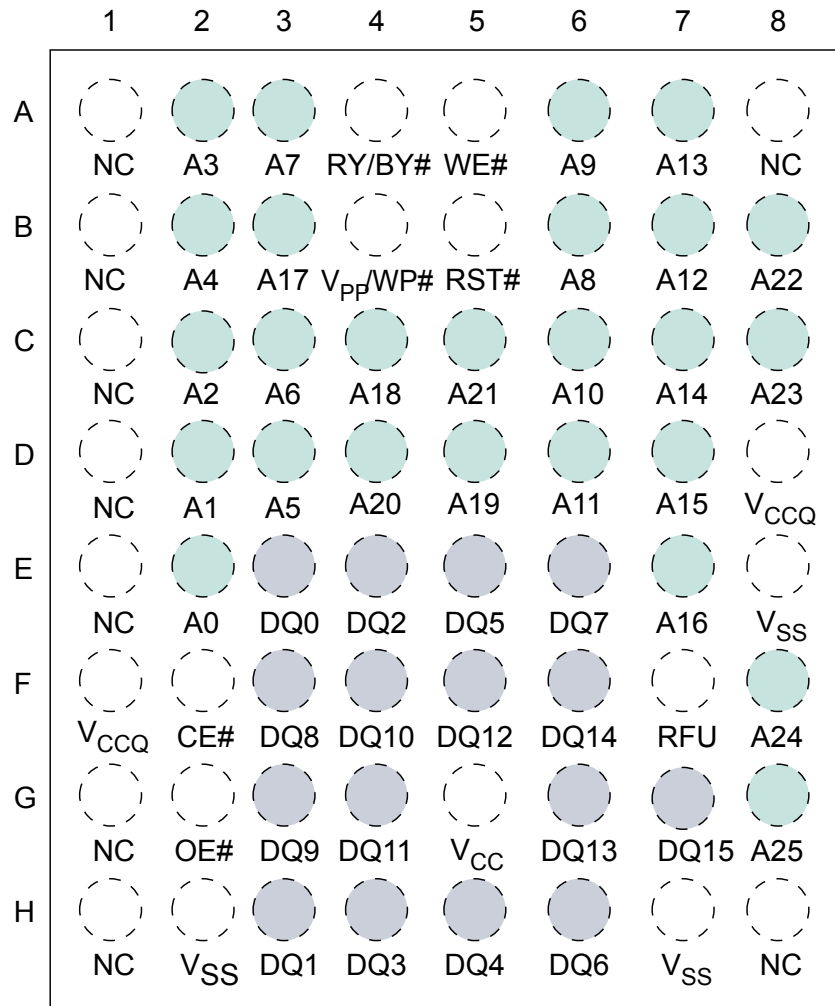 1 2 3 4 5 6 7 8
A
NC A3 A7 RY/BY# WE# A9 A13 NC
B
NC A4 A17 VPP/WP# RST# A8 A12 A22
C
NC A2 A6 A18 A21 A10 A14 A23
D
NC A1 A5 A20 A19 A11 A15 VCCQ
E
NC A0 DQ0 DQ2 DQ5 DQ7 A16 VSS
F
VCCQ CE# DQ8 DQ10 DQ12 DQ14 RFU A24
G
NC OE# DQ9 DQ11 VCC DQ13 DQ15 A25
H
NC VSS DQ1 DQ3 DQ4 DQ6 VSS NC